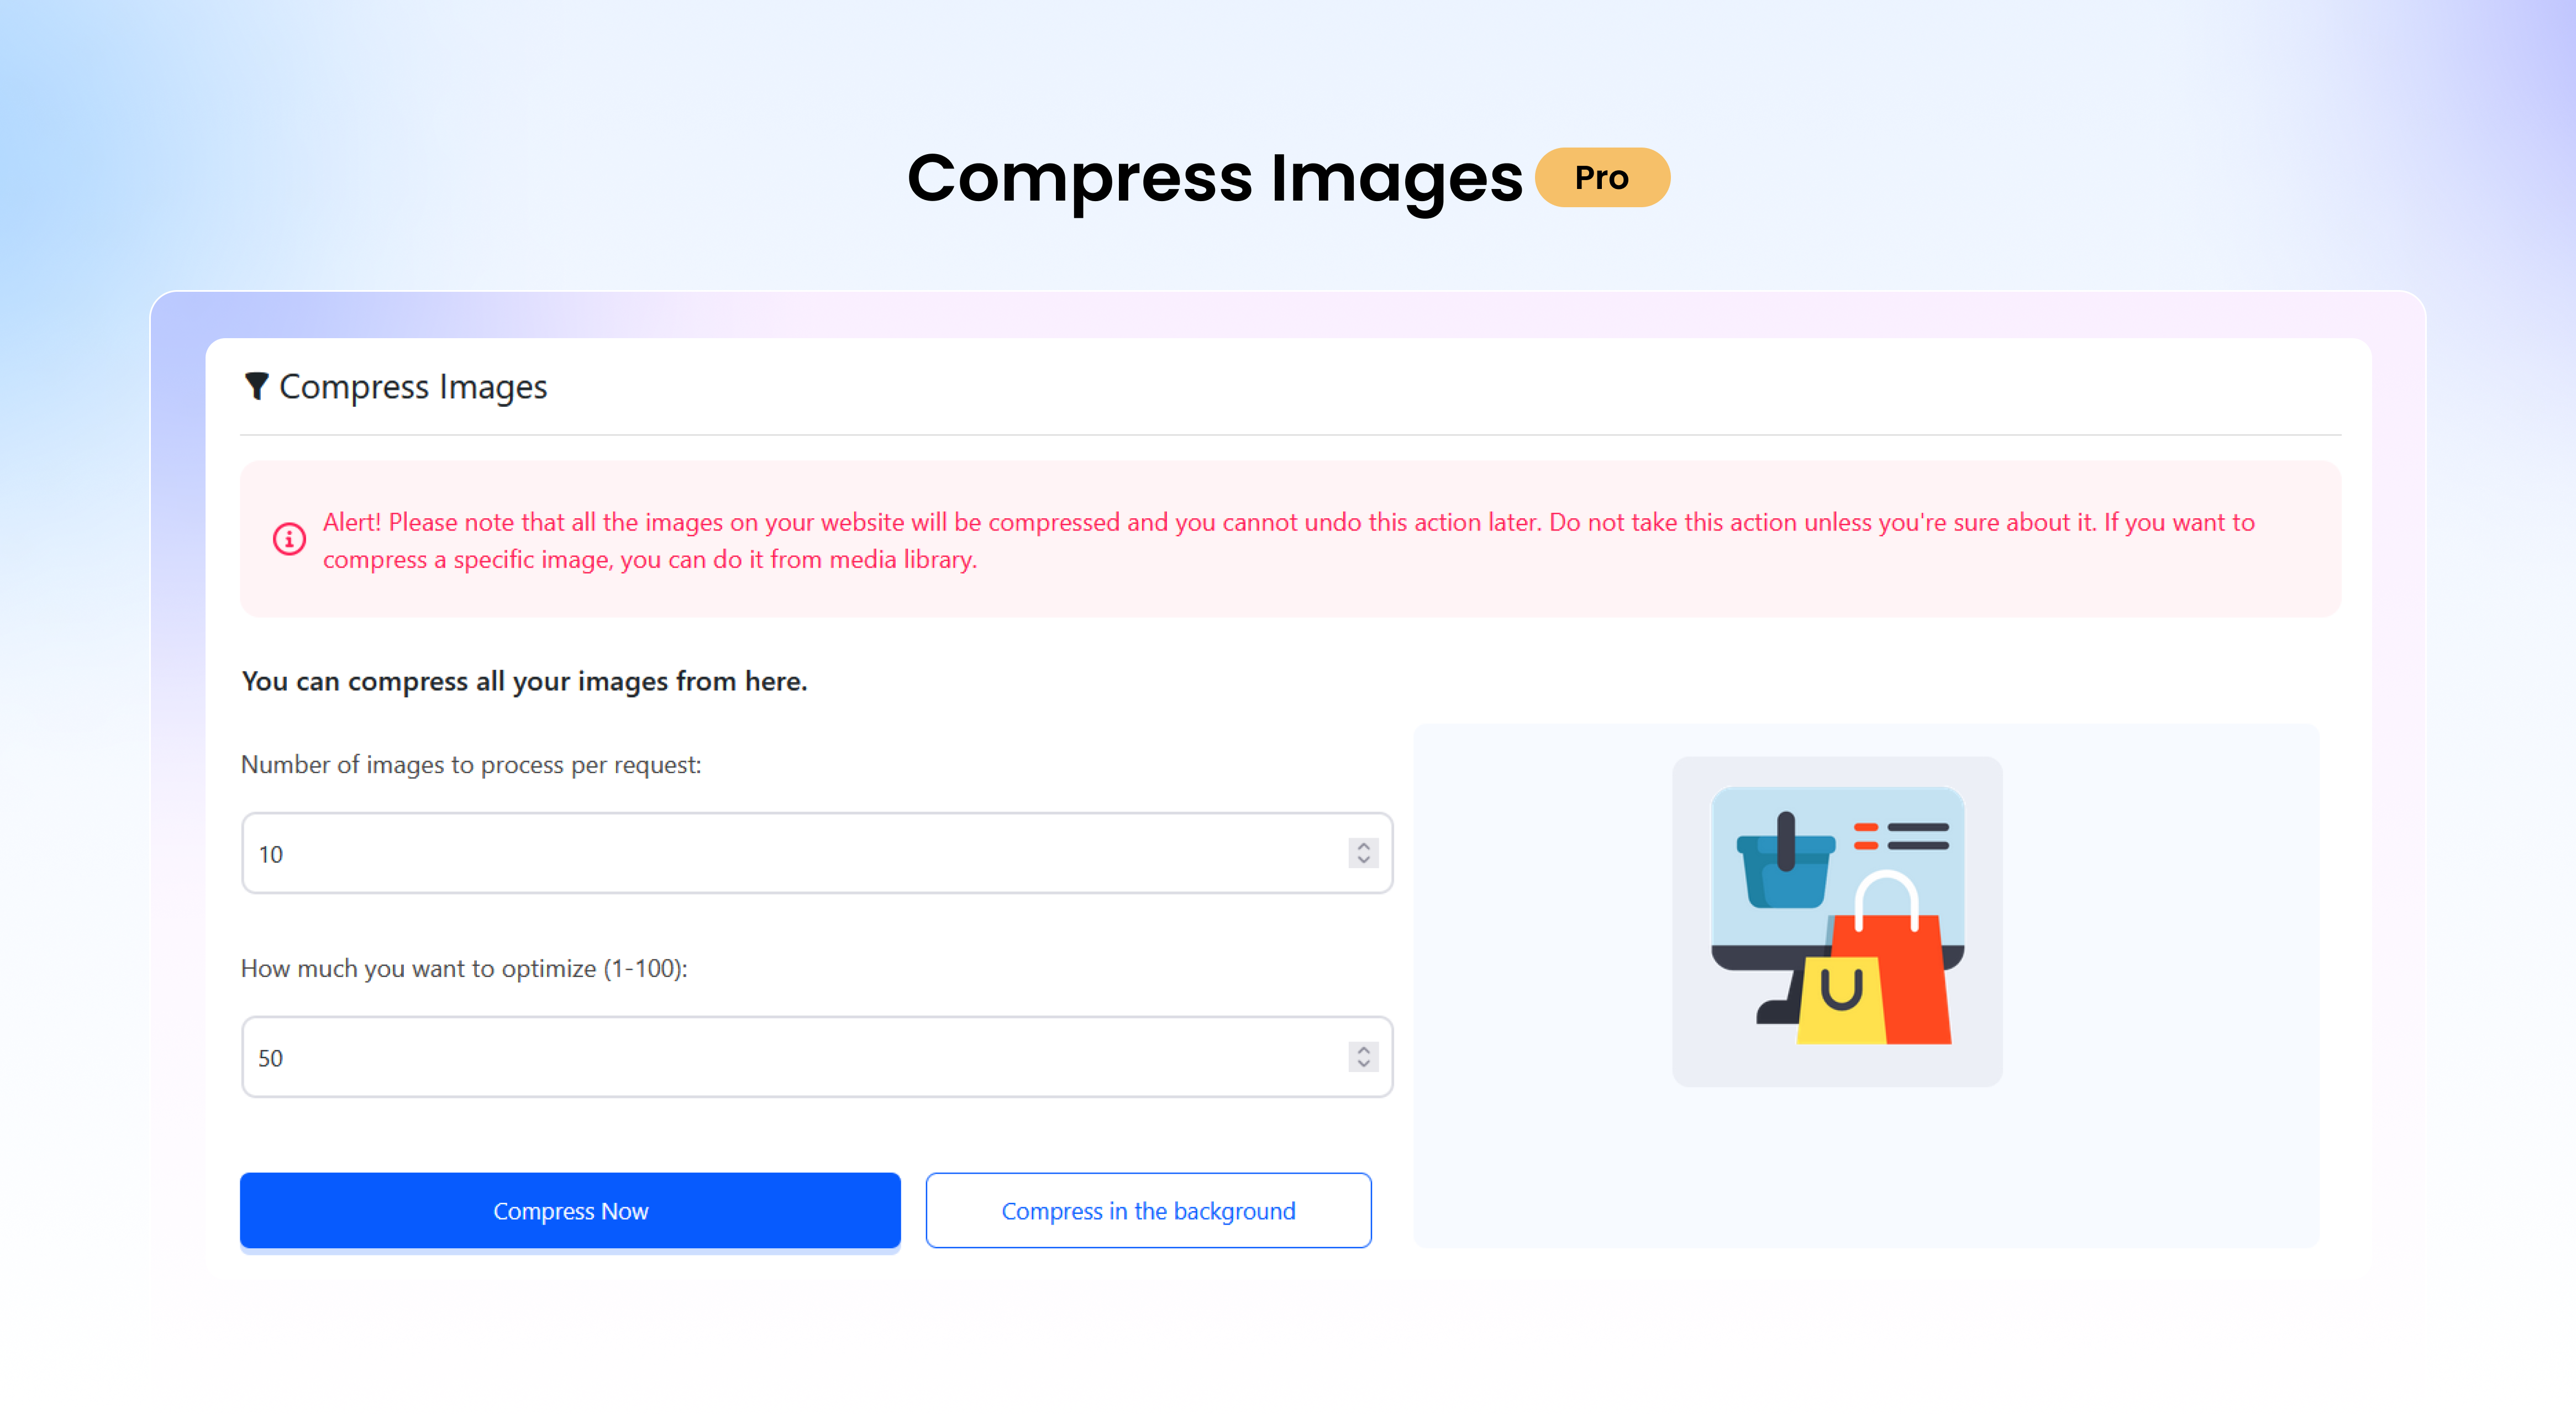 Compress Images Pro
Compress Images
Alert! Please note that all the images on your website will be compressed and you cannot undo this action later. Do not take this action unless you're sure about it. If you want to
compress a specific image, you can do it from media library.
You can compress all your images from here.
Number of images to process per request:
10
How much you want to optimize (1-100):
50
Compress Now
Compress in the background